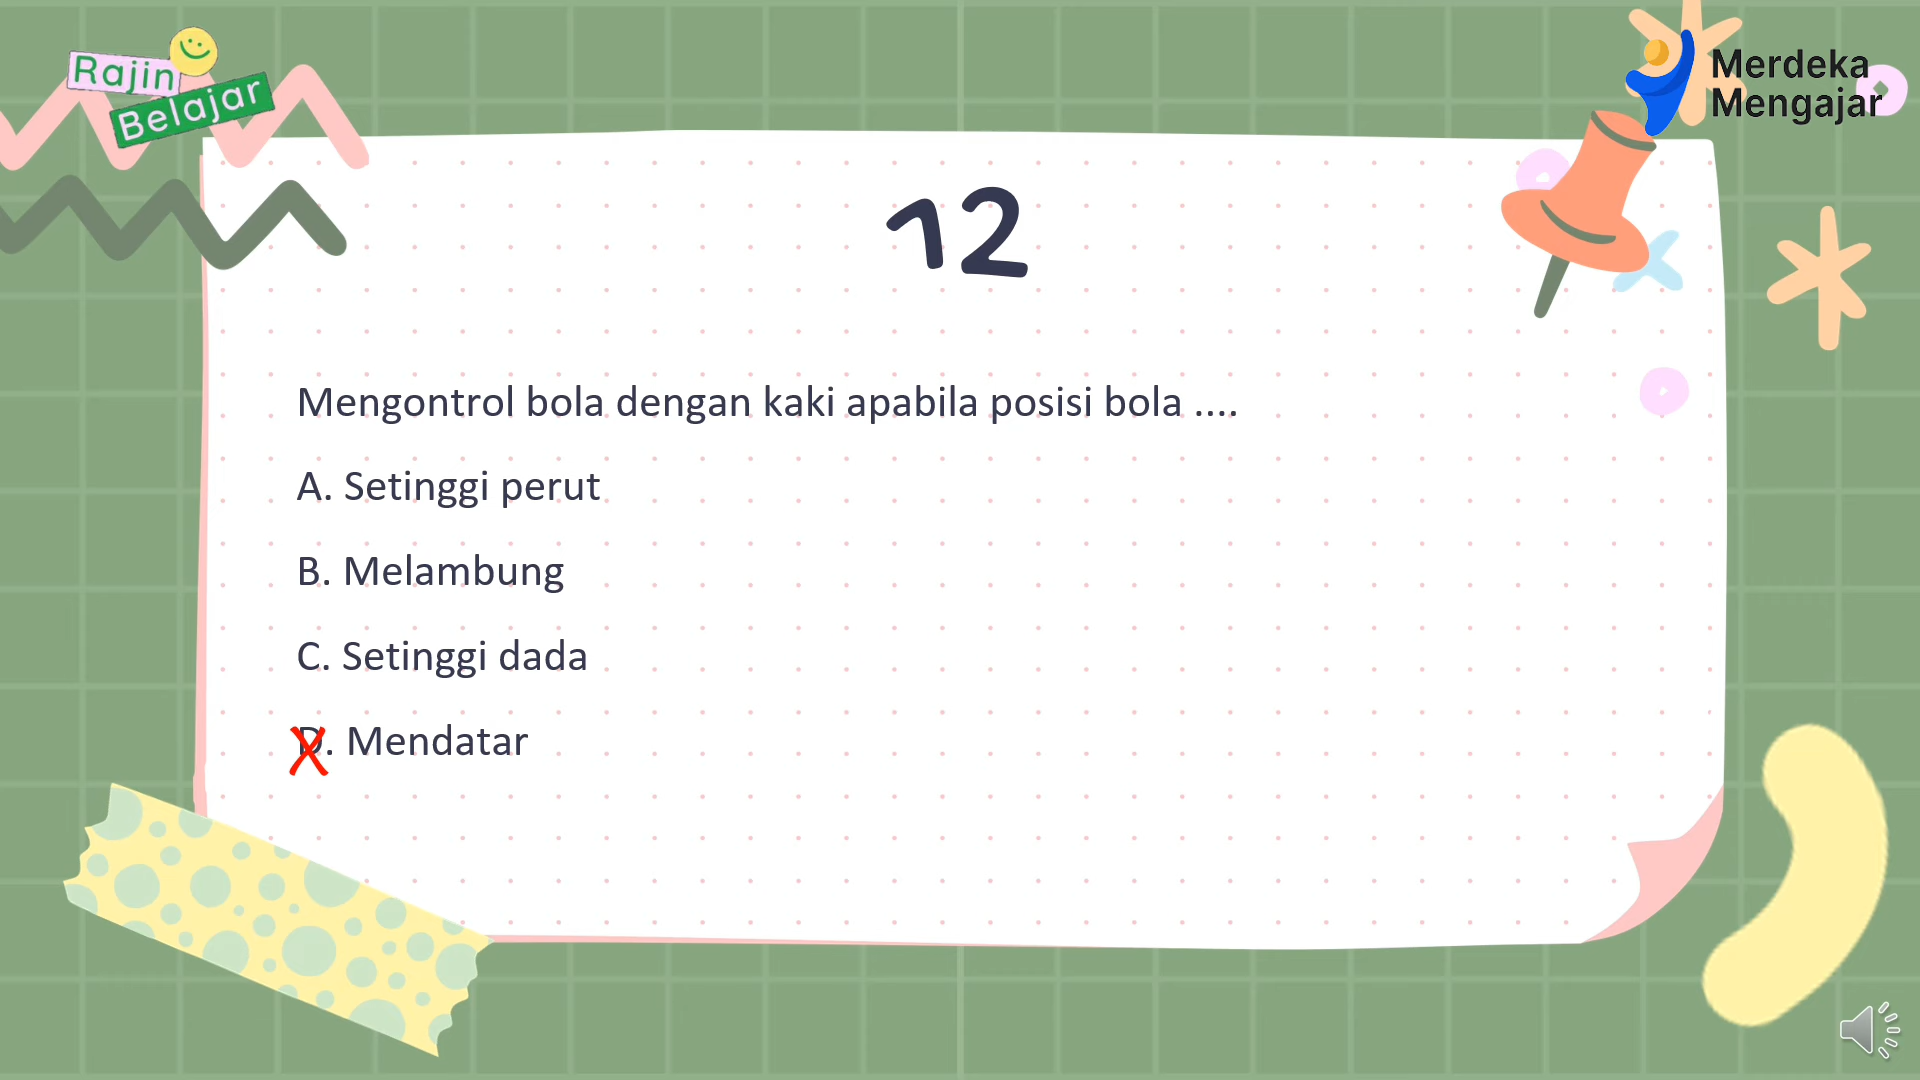 Rajin
Belajar
Merdeka
Mengajar
12
Mengontrol bola dengan kaki apabila posisi bola ....
A. Setinggi perut
B. Melambung
C. Setinggi dada
D. Mendatar